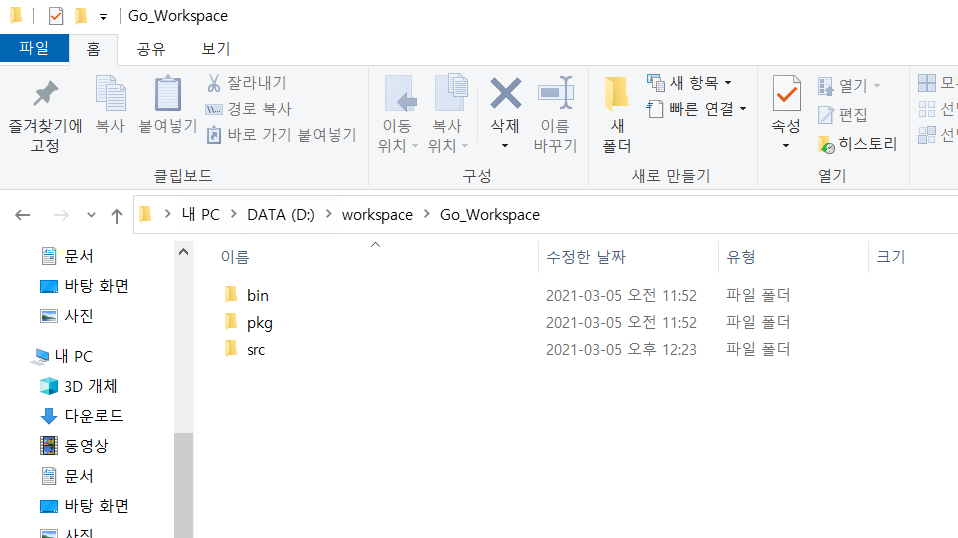 Go_Workspace
파일 홈 공유 보기
즐겨찾기에 고정
복사
붙여넣기
잘라내기
경로 복사
바로 가기 붙여넣기
클립보드
이동 위치
복사 위치
삭제
이름 바꾸기
구성
새 폴더
새 항목
빠른 연결
새로 만들기
속성
열기
편집
히스토리
열기
내 PC DATA (D:) workspace Go_Workspace
이름 수정한 날짜 유형 크기
bin 2021-03-05 오전 11:52 파일 폴더
pkg 2021-03-05 오전 11:52 파일 폴더
src 2021-03-05 오후 12:23 파일 폴더
문서
바탕 화면
사진
내 PC
3D 개체
다운로드
동영상
문서
바탕 화면
사진